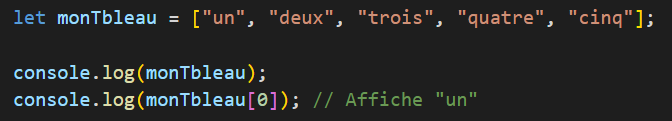 let monTbleau = ["un", "deux", "trois", "quatre", "cinq"];
console.log(monTbleau);
console.log(monTbleau[0]); // Affiche "un"